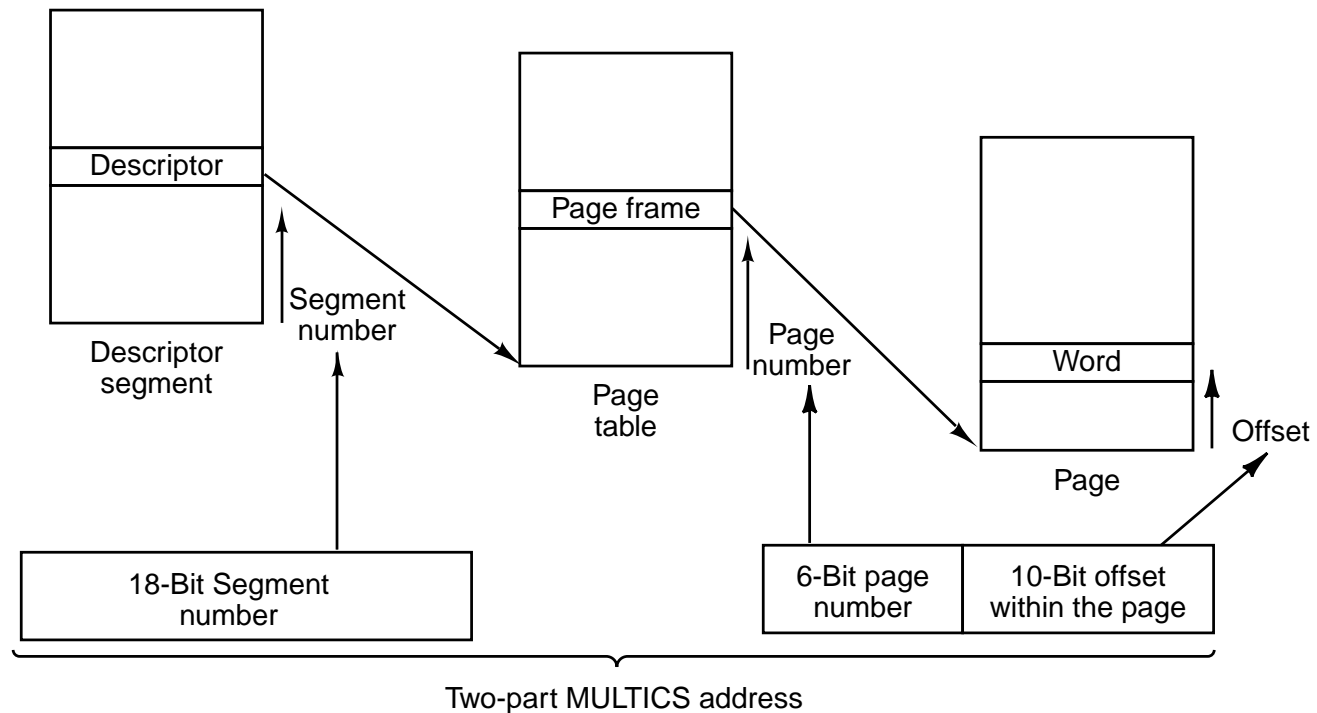 Descriptor
Segment
number
Descriptor
segment
Page frame
Page
number
Page
table
Word
Offset
Page
18-Bit Segment
number
6-Bit page
number
10-Bit offset
within the page
Two-part MULTICS address